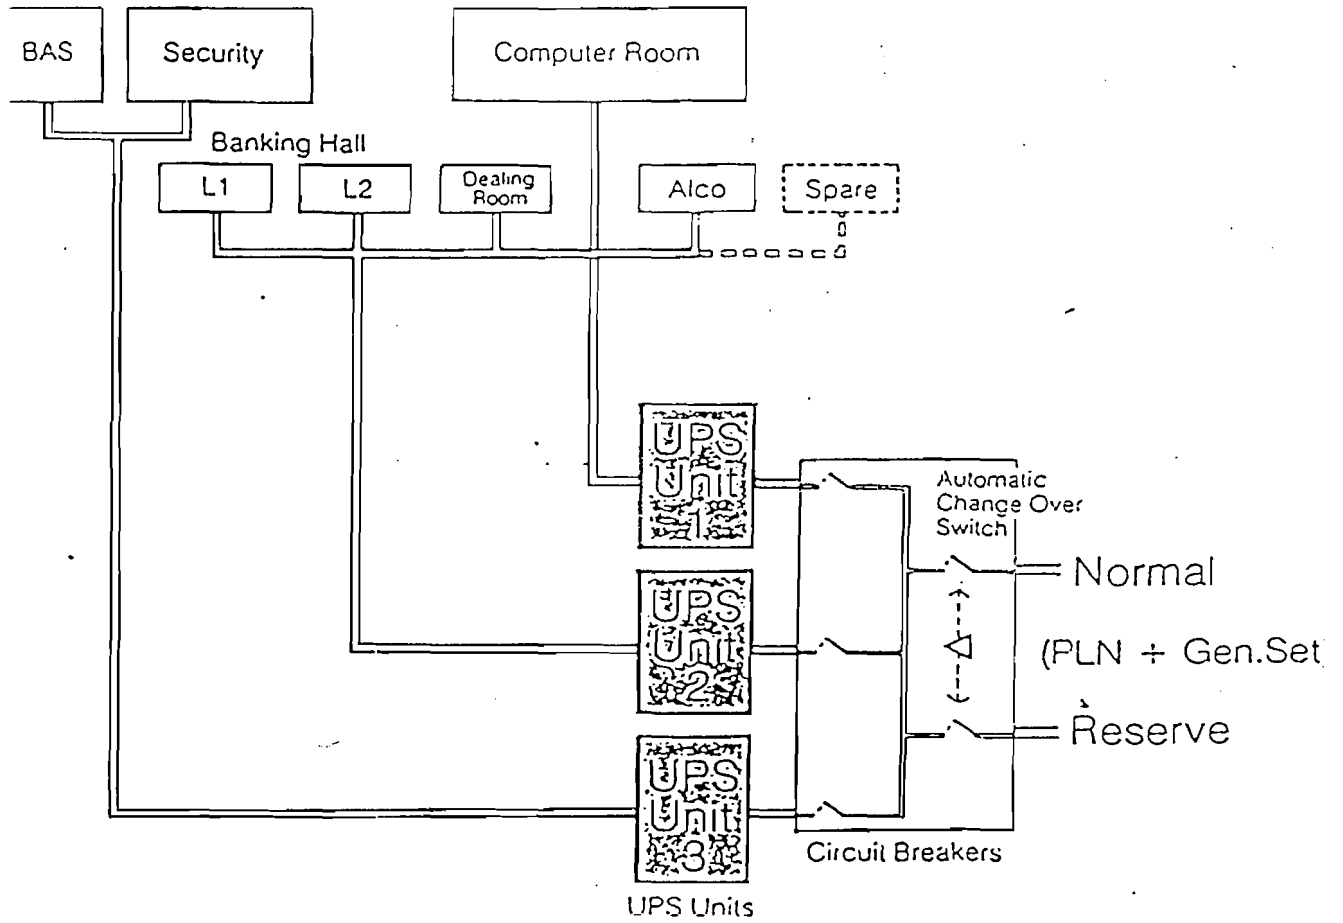 BAS
Security
Computer Room
Banking Hall
L1
L2
Dealing
Room
Alco
Spare
UPS
Unit
1
Automatic
Change Over
Switch
Normal
UPS
Unit
2
(PLN + Gen.Set)
Reserve
UPS
Unit
3
Circuit Breakers
UPS Units